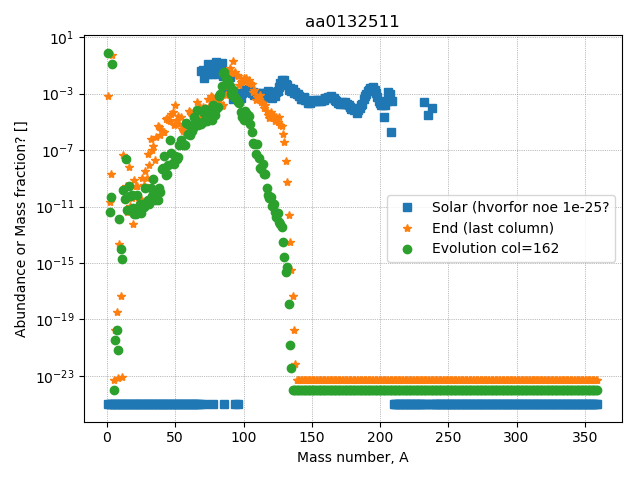 aa0132511
Abundance or Mass fraction? []
10^1
10^−3
10^−7
10^−11
10^−15
10^−19
10^−23
Solar (hvorfor noe 1e-25?
End (last column)
Evolution col=162
0 50 100 150 200 250 300 350
Mass number, A